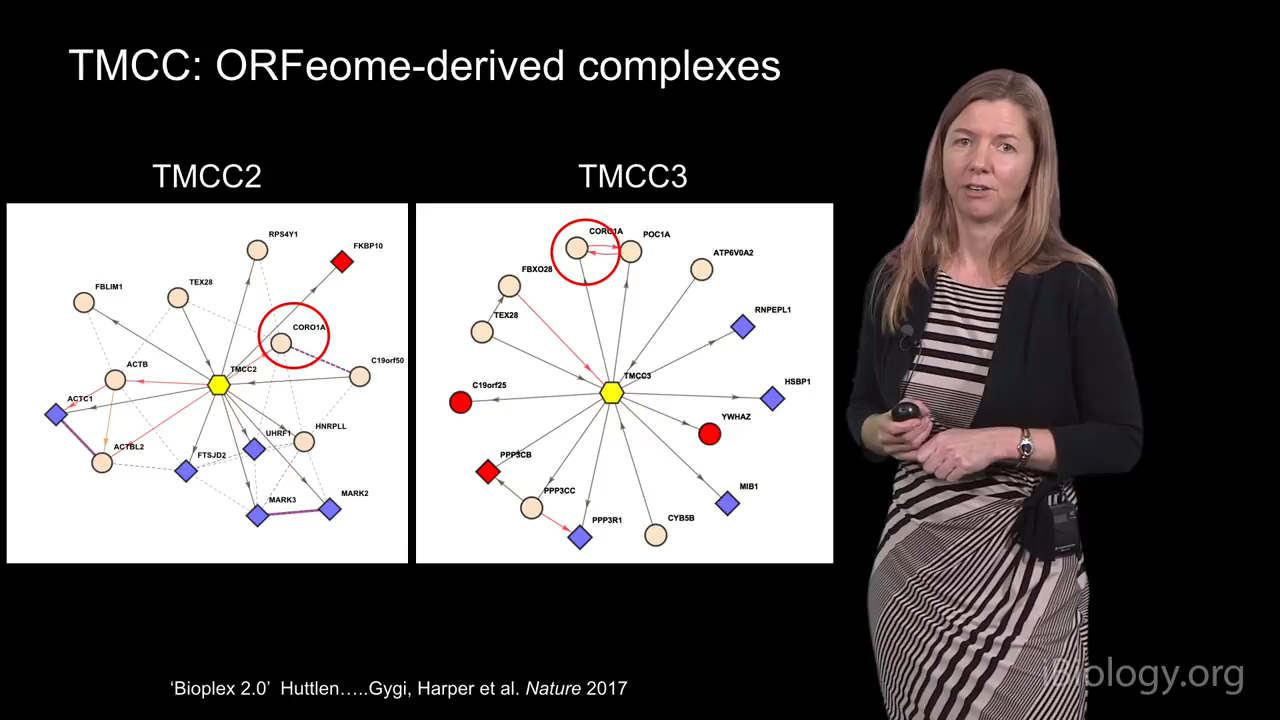 TMCC: ORFeome-derived complexes
TMCC2
TMCC3
RPS4Y1
FKBP10
TEX28
FBLIM1
CORO1A
C19orf50
ACTB
TMCC2
ACTC1
UHRF1
HNRPLL
ACTBL2
FTSJD2
MARK3
MARK2
CORO1A
POC1A
ATP6V0A2
FBXO28
RNPEPL1
TEX28
TMCC3
C19orf25
HSBP1
YWHAZ
PPP3CB
MIB1
PPP3CC
PPP3R1
CYB5B
'Bioplex 2.0' Huttlen…..Gygi, Harper et al. Nature 2017
iBiology.org